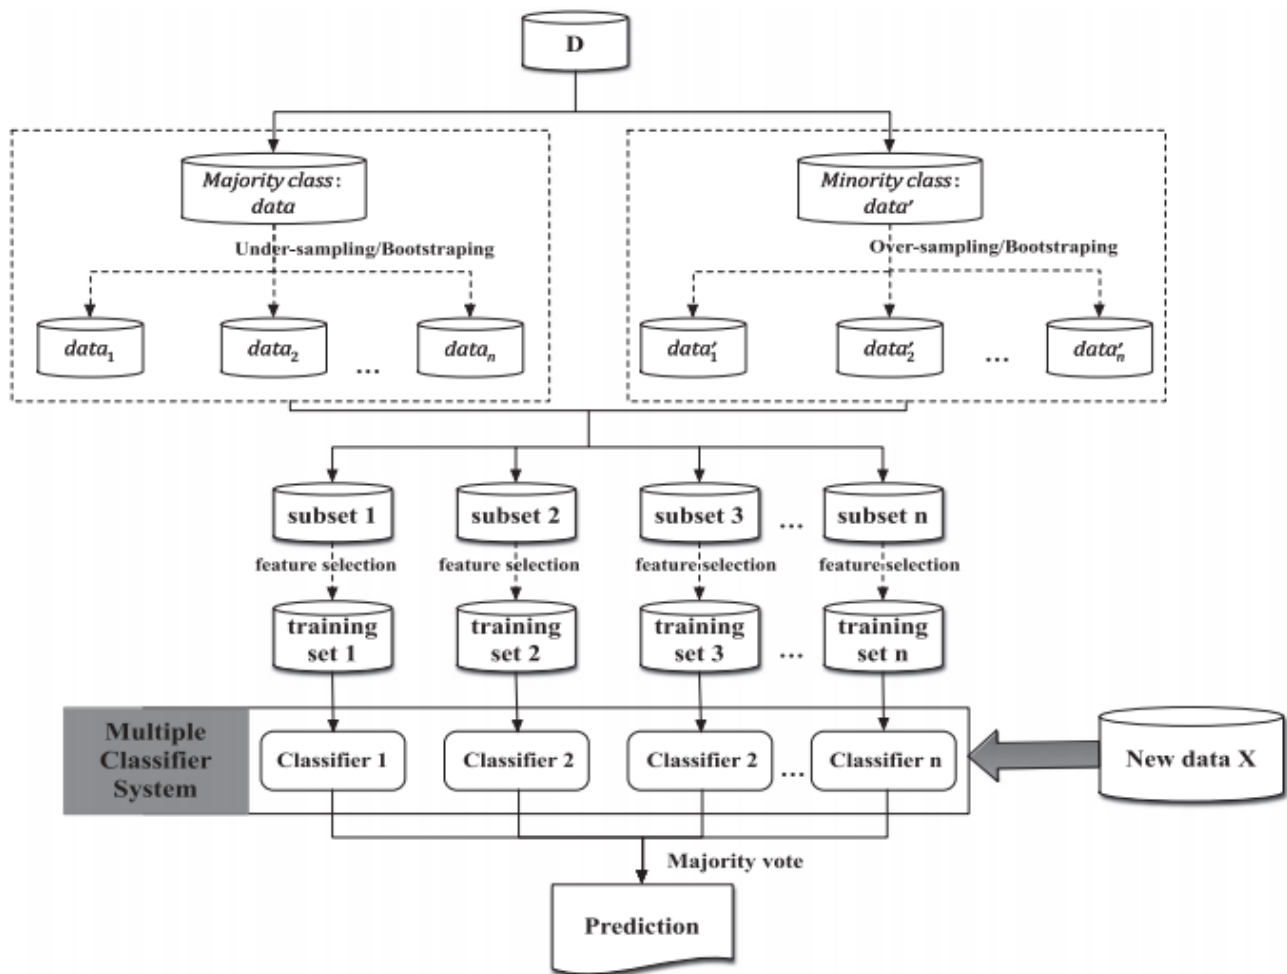 D
Majority class:
data
Minority class:
data′
Under-sampling/Bootstraping
Over-sampling/Bootstraping
data₁
data₂
...
dataₙ
data′₁
data′₂
...
data′ₙ
subset 1
subset 2
subset 3
...
subset n
feature selection
feature selection
feature selection
feature selection
training
set 1
training
set 2
training
set 3
...
training
set n
Multiple
Classifier
System
Classifier 1
Classifier 2
Classifier 2
...
Classifier n
New data X
Majority vote
Prediction